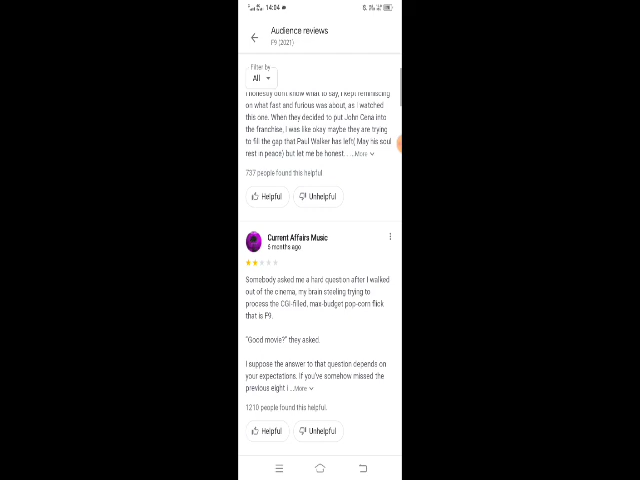 14:04
Audience reviews
F9 (2021)
Filter by
All
I honestly don't know what to say, I kept reminiscing
on what fast and furious was about, as I watched
this one. When they decided to put John Cena into
the franchise, I was like okay maybe they are trying
to fill the gap that Paul Walker has left( May his soul
rest in peace) but let me be honest.... ...More
737 people found this helpful
Helpful
Unhelpful
Current Affairs Music
6 months ago
Somebody asked me a hard question after I walked
out of the cinema, my brain steeling trying to
process the CGI-filled, max-budget pop-corn flick
that is F9.
"Good movie?" they asked.
I suppose the answer to that question depends on
your expectations. If you've somehow missed the
previous eight i ...More
1210 people found this helpful.
Helpful
Unhelpful